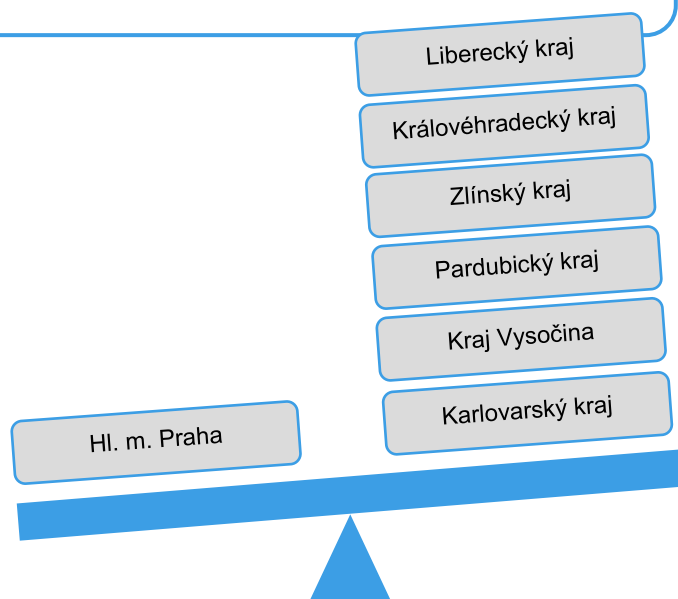 Liberecký kraj
Královéhradecký kraj
Zlínský kraj
Pardubický kraj
Kraj Vysočina
Karlovarský kraj
Hl. m. Praha